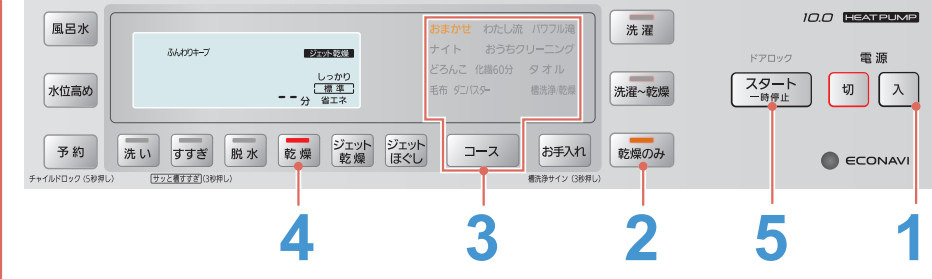 風呂水
水位高め
予約
チャイルドロック(5秒押し)
ふんわりキープ
ジェット乾燥
しっかり
標準
--分 省エネ
おまかせ わたし流 パワフル滝
ナイト おうちクリーニング
どろんこ 化繊60分 タオル
毛布 ダニバスター 槽洗浄/乾燥
洗い
すすぎ
脱水
乾燥
ジェット乾燥
ジェットほぐし
コース
お手入れ
サッと槽すすぎ(3秒押し)
槽洗浄サイン(3秒押し)
洗濯
洗濯~乾燥
乾燥のみ
10.0 HEAT PUMP
ドアロック
電源
スタート
一時停止
切
入
ECONAVI
4
3
2
5
1